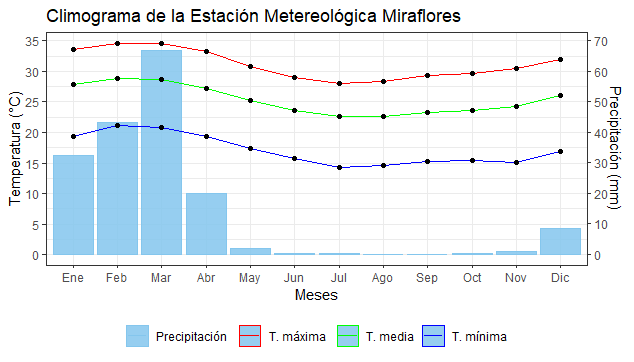 Climograma de la Estación Metereológica Miraflores
Temperatura (°C)
35
30
25
20
15
10
5
0
70
60
50
40
30
20
10
0
Precipitación (mm)
Ene Feb Mar Abr May Jun Jul Ago Sep Oct Nov Dic
Meses
Precipitación T. máxima T. media T. mínima